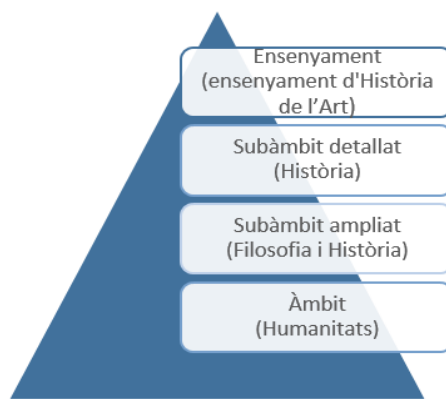 Ensenyament
(ensenyament d'Història
de l’Art)
Subàmbit detallat
(Història)
Subàmbit ampliat
(Filosofia i Història)
Àmbit
(Humanitats)